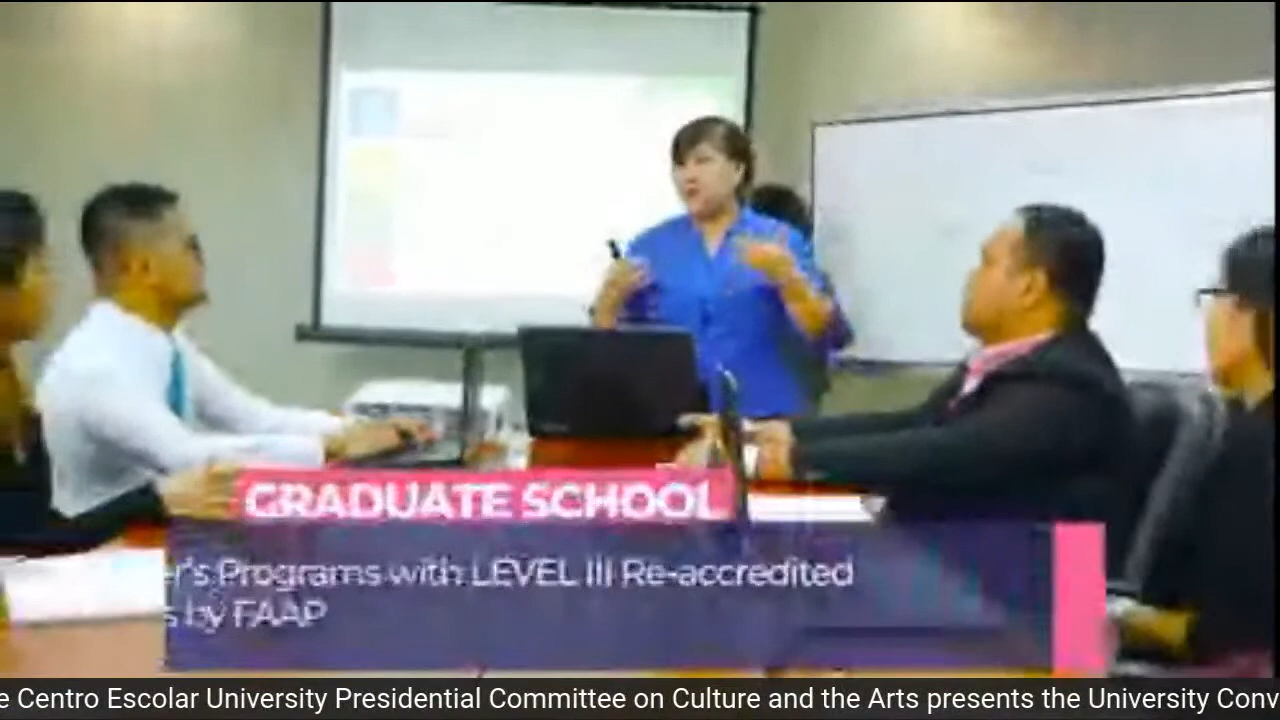 GRADUATE SCHOOL
er's Programs with LEVEL III Re-accredited
s by FAAP
e Centro Escolar University Presidential Committee on Culture and the Arts presents the University Conv